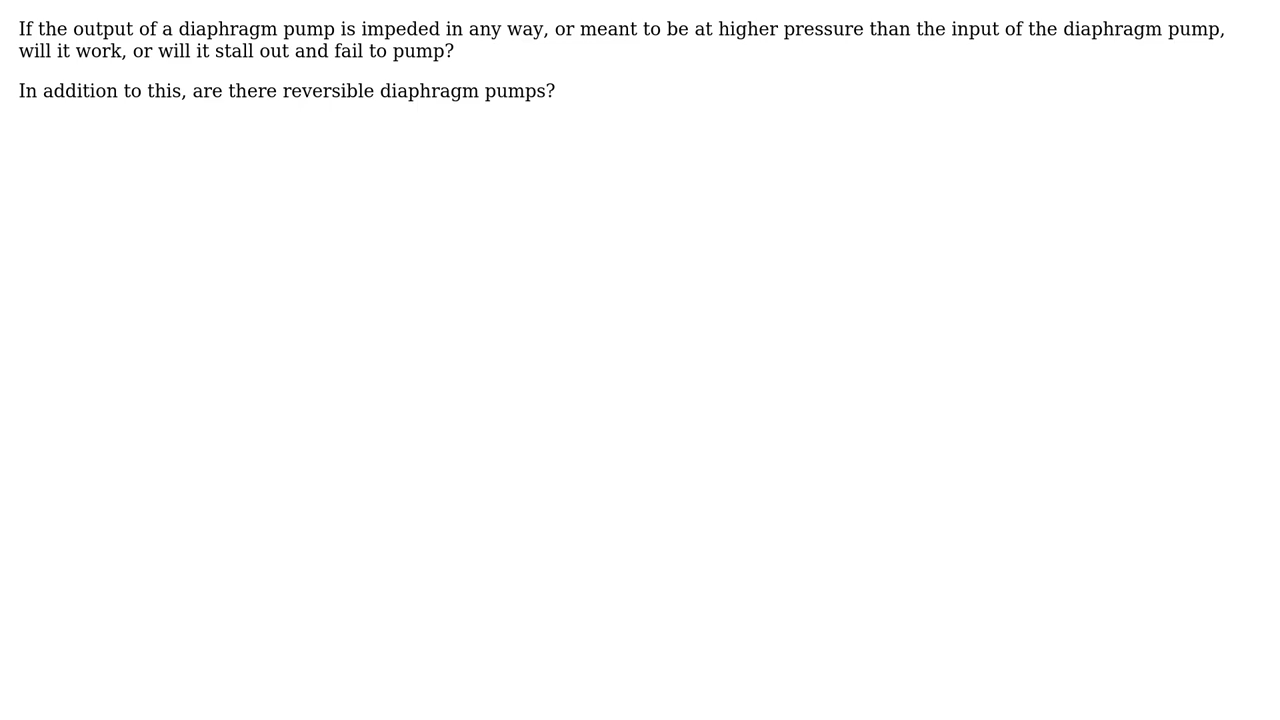 If the output of a diaphragm pump is impeded in any way, or meant to be at higher pressure than the input of the diaphragm pump,
will it work, or will it stall out and fail to pump?
In addition to this, are there reversible diaphragm pumps?